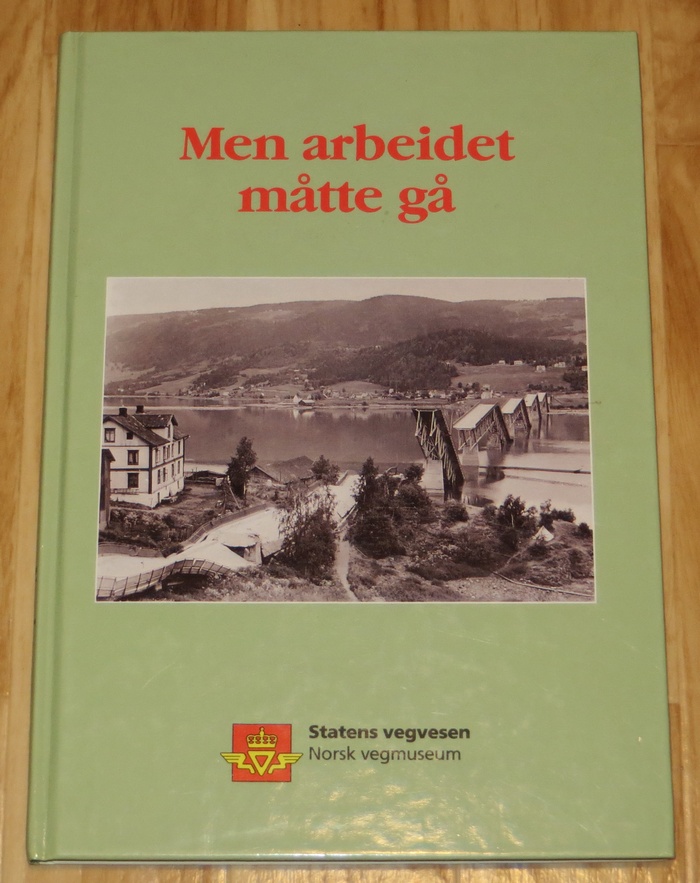 Men arbeidet
måtte gå
Statens vegvesen
Norsk vegmuseum